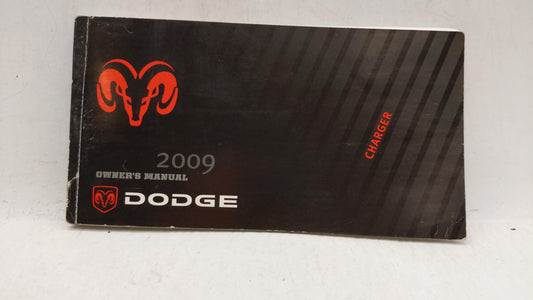 2009
OWNER'S MANUAL
DODGE
CHARGER